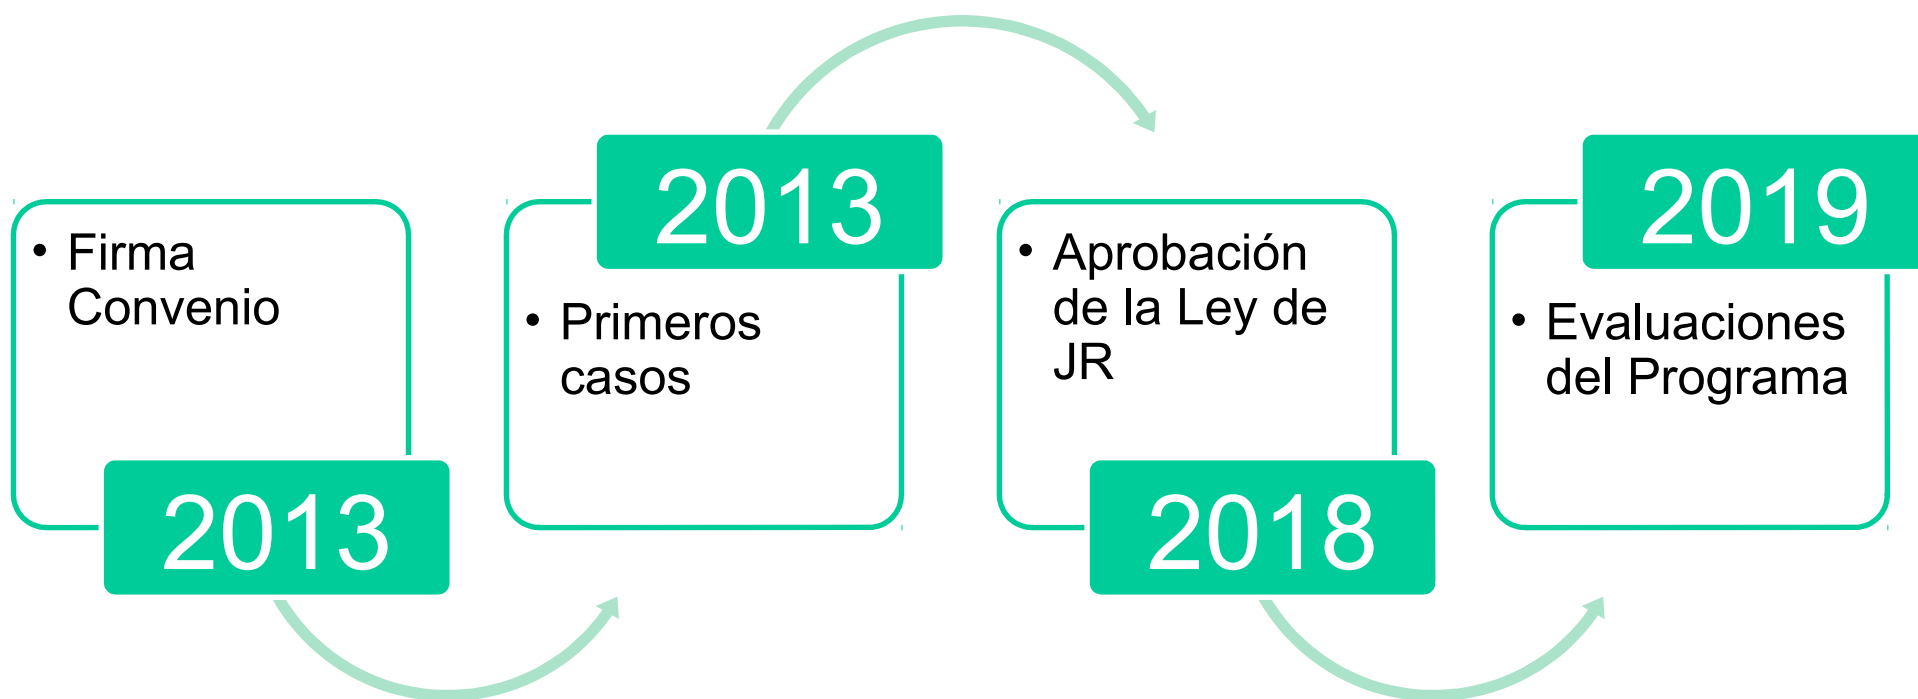 • Firma
Convenio
2013
2013
• Primeros
casos
• Aprobación
de la Ley de
JR
2018
2019
• Evaluaciones
del Programa